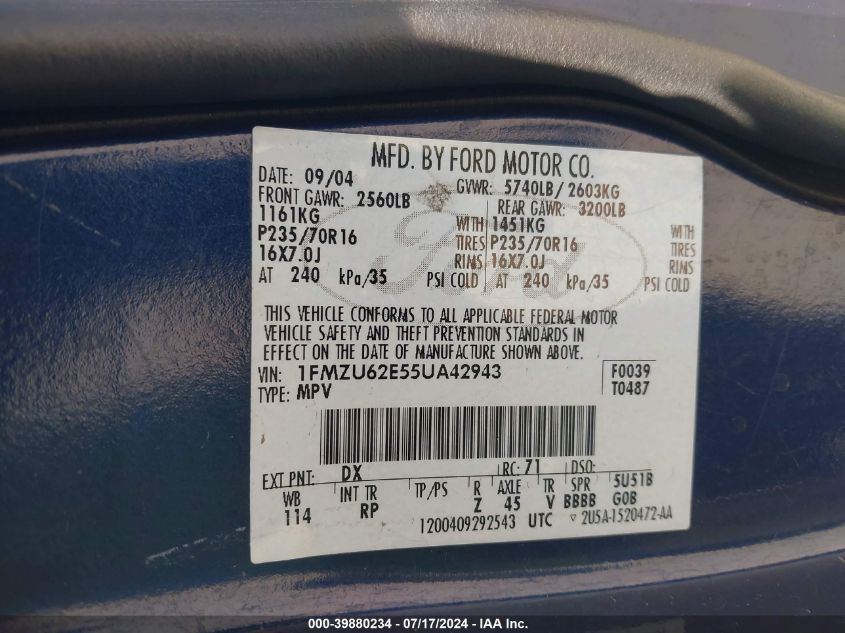 MFD. BY FORD MOTOR CO.
DATE: 09/04 GVWR: 5740LB/2603KG
FRONT GAWR: 2560LB REAR GAWR: 3200LB
1161KG WITH 1451KG WITH
P235/70R16 TIRES P235/70R16 TIRES
16X7.0J RIMS 16X7.0J RIMS
AT 240 kPa/35 PSI COLD AT 240 kPa/35 PSI COLD
Ford
THIS VEHICLE CONFORMS TO ALL APPLICABLE FEDERAL MOTOR
VEHICLE SAFETY AND THEFT PREVENTION STANDARDS IN
EFFECT ON THE DATE OF MANUFACTURE SHOWN ABOVE.
VIN: 1FMZU62E55UA42943 F0039
TYPE: MPV T0487
EXT PNT: DX RC: 71 DSO:
WB INT TR TP/PS R AXLE TR SPR 5U51B
114 RP Z 45 V BBBB GOB
1200409292543 UTC 2U5A-1520472-AA
000-39880234 - 07/17/2024 - IAA Inc.